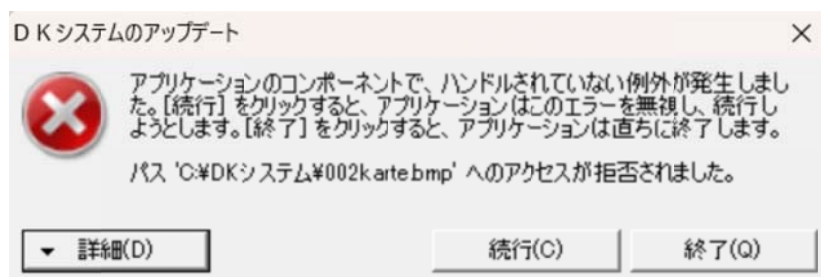 ＤＫシステムのアップデート
アプリケーションのコンポーネントで、ハンドルされていない例外が発生しまし
た。[続行] をクリックすると、アプリケーションはこのエラーを無視し、続行し
ようとします。[終了] をクリックすると、アプリケーションは直ちに終了します。
パス 'C:¥DKシステム¥002karte.bmp' へのアクセスが拒否されました。
詳細(D)
続行(C)
終了(Q)